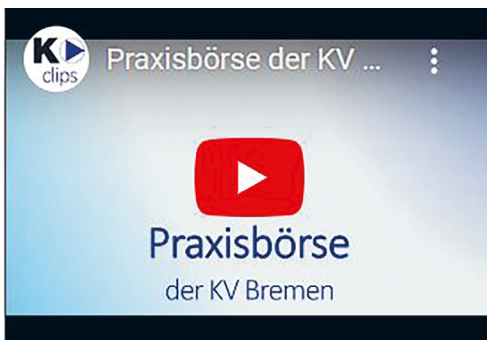 K
clips
Praxisbörse der KV ...
Praxisbörse
der KV Bremen